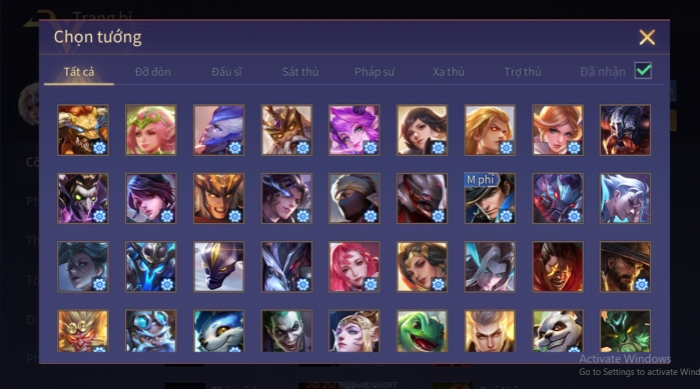 Trang bị
Chọn tướng
Tất cả
Đỡ đòn
Đấu sĩ
Sát thủ
Pháp sư
Xạ thủ
Trợ thủ
Đã nhận
M phí
Activate Windows
Go to Settings to activate Wind